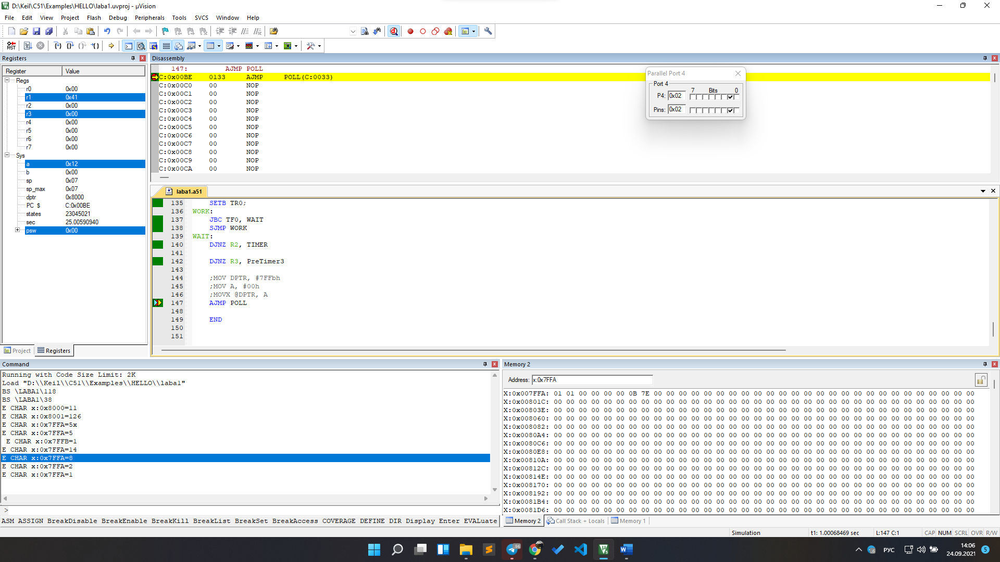 D:\Keil\C51\Examples\HELLO\laba1.uvproj - µVision
File Edit View Project Flash Debug Peripherals Tools SVCS Window Help
Registers
Register Value
Regs
r0 0x00
r1 0x41
r2 0x00
r3 0x00
r4 0x00
r5 0x00
r6 0x00
r7 0x00
Sys
a 0x12
b 0x00
sp 0x07
sp_max 0x07
dptr 0x8000
PC $ C:0x00BE
states 23045021
sec 25.00590940
psw 0x00
Project Registers
Disassembly
147: AJMP POLL
C:0x00BE 0133 AJMP POLL(C:0033)
C:0x00C0 00 NOP
C:0x00C1 00 NOP
C:0x00C2 00 NOP
C:0x00C3 00 NOP
C:0x00C4 00 NOP
C:0x00C5 00 NOP
C:0x00C6 00 NOP
C:0x00C7 00 NOP
C:0x00C8 00 NOP
C:0x00C9 00 NOP
C:0x00CA 00 NOP
Parallel Port 4
Port 4
7 Bits 0
P4: 0x02
Pins: 0x02
laba1.a51
135 SETB TR0;
136 WORK:
137 JBC TF0, WAIT
138 SJMP WORK
139 WAIT:
140 DJNZ R2, TIMER
141
142 DJNZ R3, PreTimer3
143
144 ;MOV DPTR, #7FFbh
145 ;MOV A, #00h
146 ;MOVX @DPTR, A
147 AJMP POLL
148
149 END
150
151
Command
Running with Code Size Limit: 2K
Load "D:\\Keil\\C51\\Examples\\HELLO\\laba1"
BS \LABA1\118
BS \LABA1\38
E CHAR x:0x8000=11
E CHAR x:0x8001=126
E CHAR x:0x7FFA=5x
E CHAR x:0x7FFA=5
E CHAR x:0x7FFB=1
E CHAR x:0x7FFA=14
E CHAR x:0x7FFA=8
E CHAR x:0x7FFA=2
E CHAR x:0x7FFA=1
>
ASM ASSIGN BreakDisable BreakEnable BreakKill BreakList BreakSet BreakAccess COVERAGE DEFINE DIR Display Enter EVALuate
Memory 2
Address: x:0x7FFA
X:0x007FFA: 01 01 00 00 00 00 0B 7E 00 00 00 00 00 00 00 00 00 00 00 00 00 00 00 00 00 00 00 00 00 00 00 00 00 00
X:0x00801C: 00 00 00 00 00 00 00 00 00 00 00 00 00 00 00 00 00 00 00 00 00 00 00 00 00 00 00 00 00 00 00 00 00 00
X:0x00803E: 00 00 00 00 00 00 00 00 00 00 00 00 00 00 00 00 00 00 00 00 00 00 00 00 00 00 00 00 00 00 00 00 00 00
X:0x008060: 00 00 00 00 00 00 00 00 00 00 00 00 00 00 00 00 00 00 00 00 00 00 00 00 00 00 00 00 00 00 00 00 00 00
X:0x008082: 00 00 00 00 00 00 00 00 00 00 00 00 00 00 00 00 00 00 00 00 00 00 00 00 00 00 00 00 00 00 00 00 00 00
X:0x0080A4: 00 00 00 00 00 00 00 00 00 00 00 00 00 00 00 00 00 00 00 00 00 00 00 00 00 00 00 00 00 00 00 00 00 00
X:0x0080C6: 00 00 00 00 00 00 00 00 00 00 00 00 00 00 00 00 00 00 00 00 00 00 00 00 00 00 00 00 00 00 00 00 00 00
X:0x0080E8: 00 00 00 00 00 00 00 00 00 00 00 00 00 00 00 00 00 00 00 00 00 00 00 00 00 00 00 00 00 00 00 00 00 00
X:0x00810A: 00 00 00 00 00 00 00 00 00 00 00 00 00 00 00 00 00 00 00 00 00 00 00 00 00 00 00 00 00 00 00 00 00 00
X:0x00812C: 00 00 00 00 00 00 00 00 00 00 00 00 00 00 00 00 00 00 00 00 00 00 00 00 00 00 00 00 00 00 00 00 00 00
X:0x00814E: 00 00 00 00 00 00 00 00 00 00 00 00 00 00 00 00 00 00 00 00 00 00 00 00 00 00 00 00 00 00 00 00 00 00
X:0x008170: 00 00 00 00 00 00 00 00 00 00 00 00 00 00 00 00 00 00 00 00 00 00 00 00 00 00 00 00 00 00 00 00 00 00
X:0x008192: 00 00 00 00 00 00 00 00 00 00 00 00 00 00 00 00 00 00 00 00 00 00 00 00 00 00 00 00 00 00 00 00 00 00
X:0x0081B4: 00 00 00 00 00 00 00 00 00 00 00 00 00 00 00 00 00 00 00 00 00 00 00 00 00 00 00 00 00 00 00 00 00 00
X:0x0081D6: 00 00 00 00 00 00 00 00 00 00 00 00 00 00 00 00 00 00 00 00 00 00 00 00 00 00 00 00 00 00 00 00 00 00
Memory 2 Call Stack + Locals Memory 1
Simulation t1: 1.00068469 sec L:147 C:1 CAP NUM SCRL OVR R/W
96
РУС
14:06
24.09.2021
5